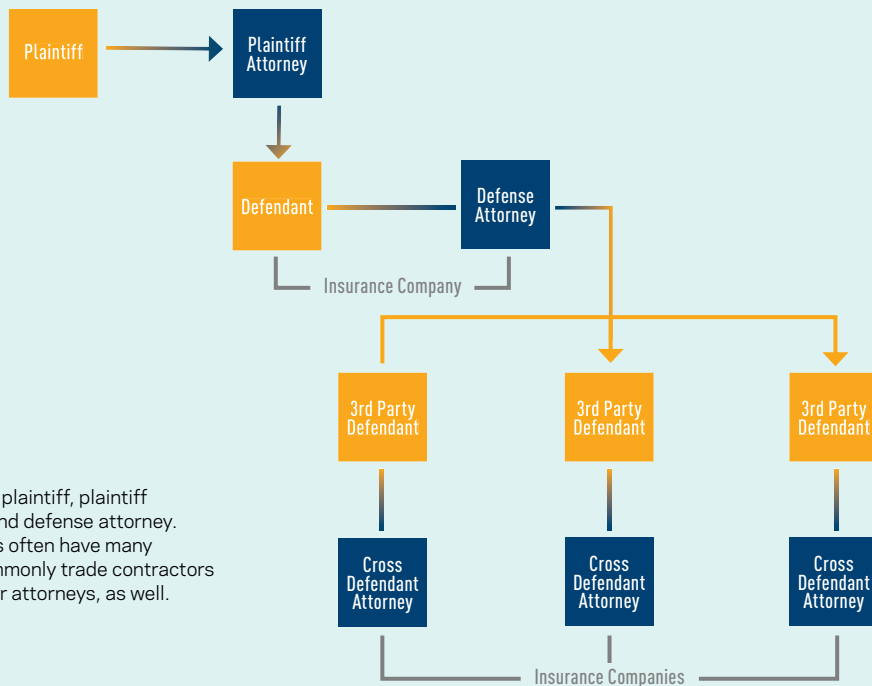 Plaintiff
Plaintiff
Attorney
Defendant
Defense
Attorney
Insurance Company
3rd Party
Defendant
3rd Party
Defendant
3rd Party
Defendant
plaintiff, plaintiff
nd defense attorney.
s often have many
mmonly trade contractors
r attorneys, as well.
Cross
Defendant
Attorney
Cross
Defendant
Attorney
Cross
Defendant
Attorney
Insurance Companies